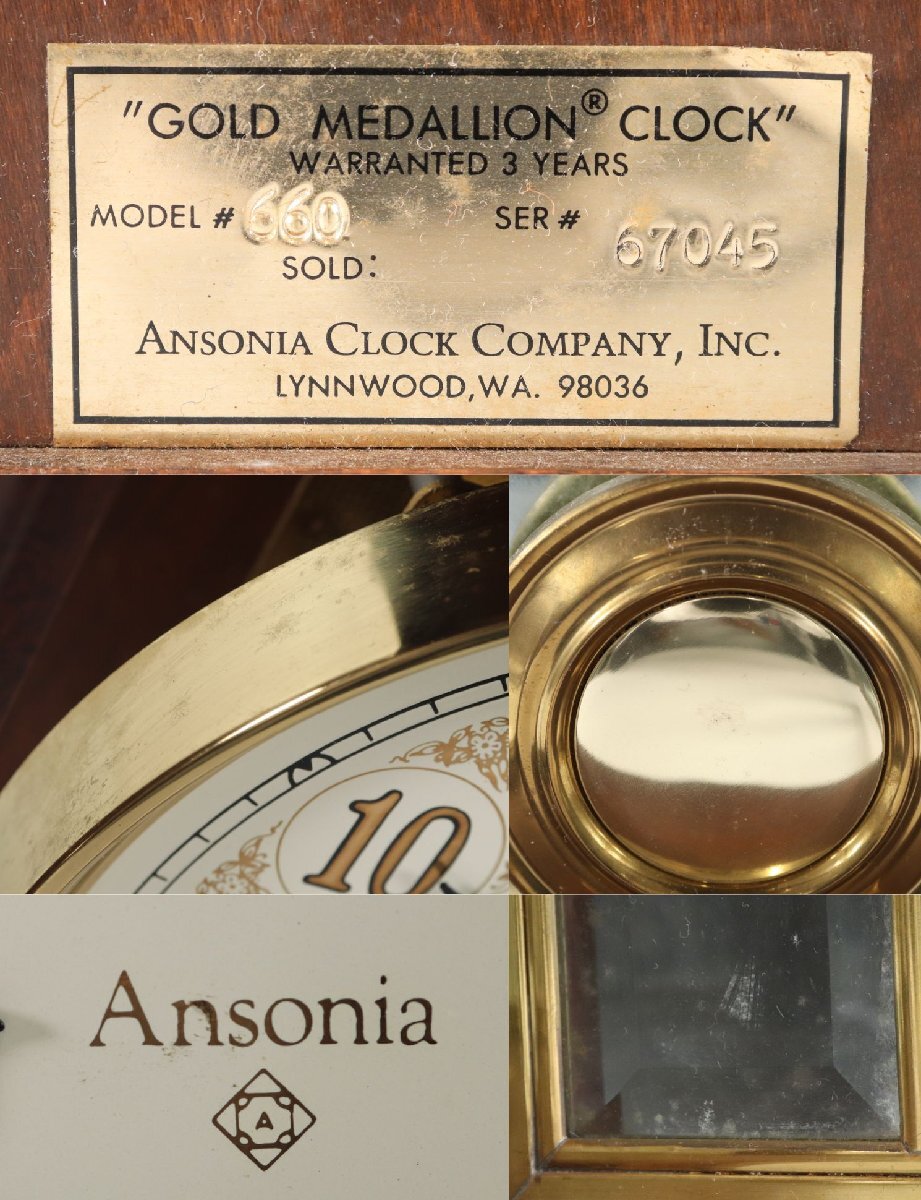 "GOLD MEDALLION® CLOCK"
WARRANTED 3 YEARS
MODEL # 660 SER # 67045
SOLD:
ANSONIA CLOCK COMPANY, INC.
LYNNWOOD, WA. 98036
10
Ansonia
A